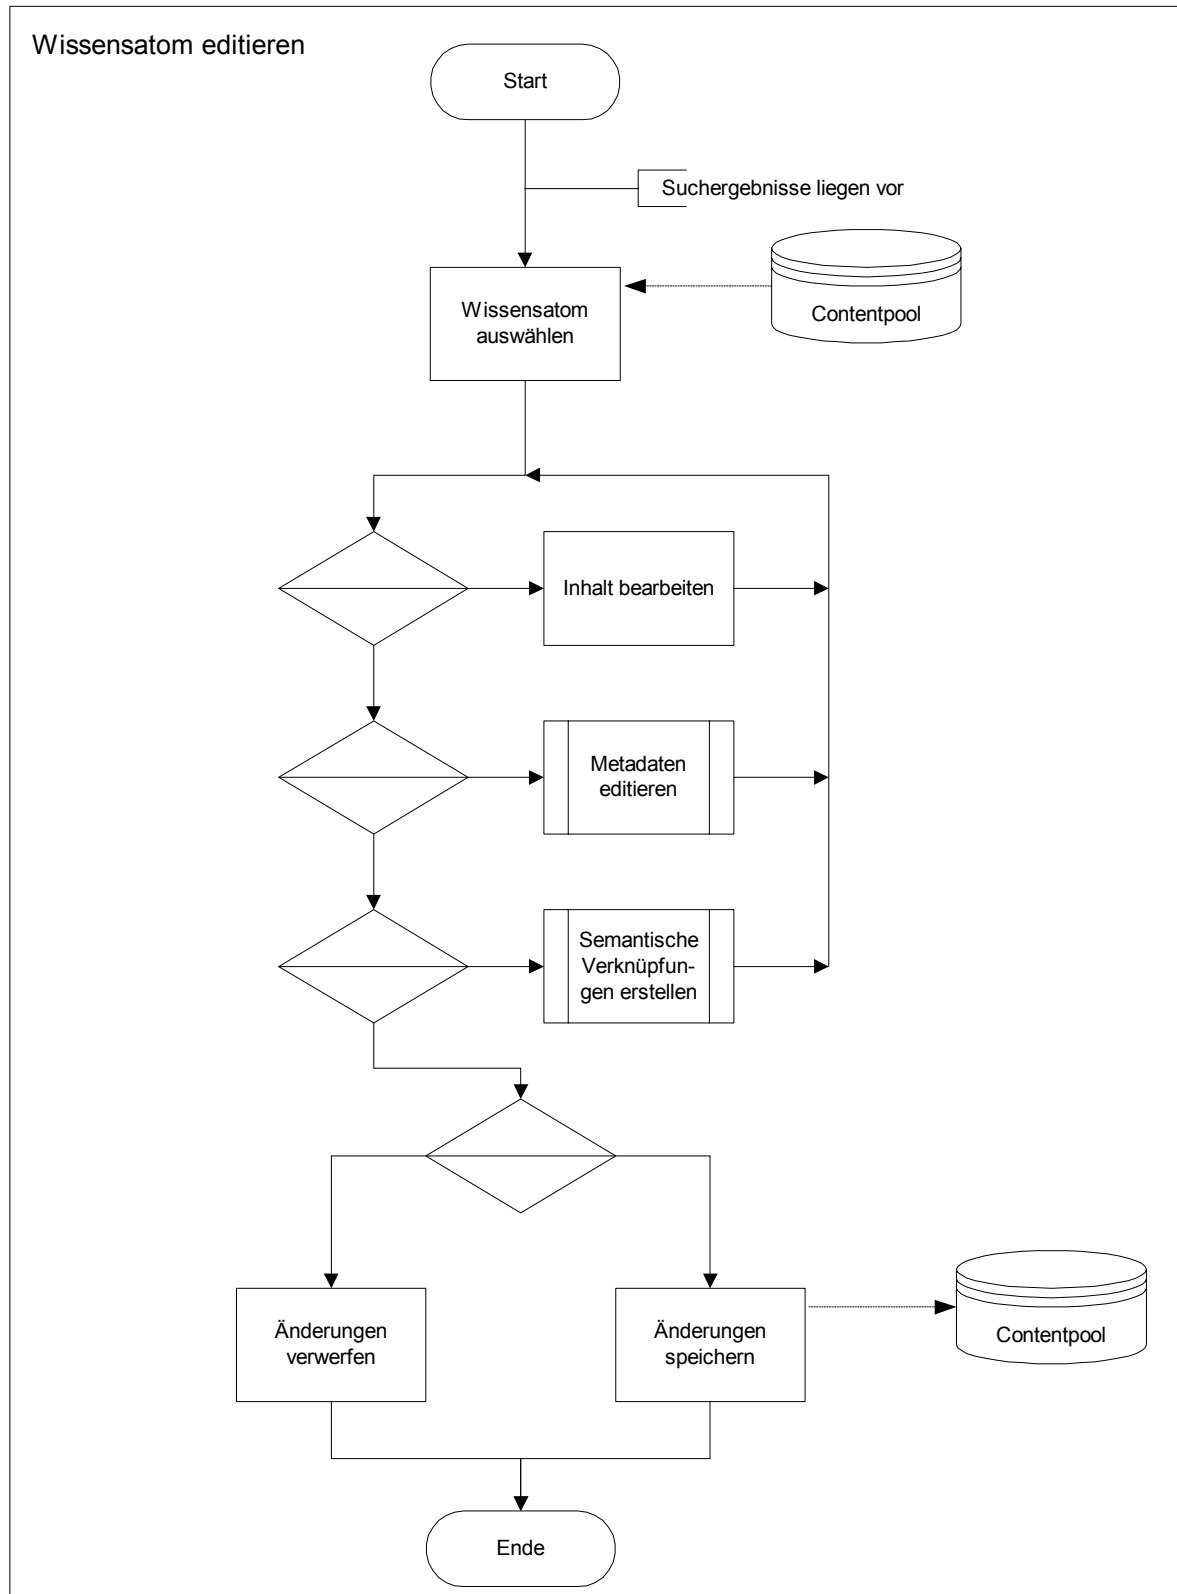 Wissensatom editieren
Start
Suchergebnisse liegen vor
Wissensatom
auswählen
Contentpool
Inhalt bearbeiten
Metadaten
editieren
Semantische
Verknüpfun-
gen erstellen
Änderungen
verwerfen
Änderungen
speichern
Contentpool
Ende